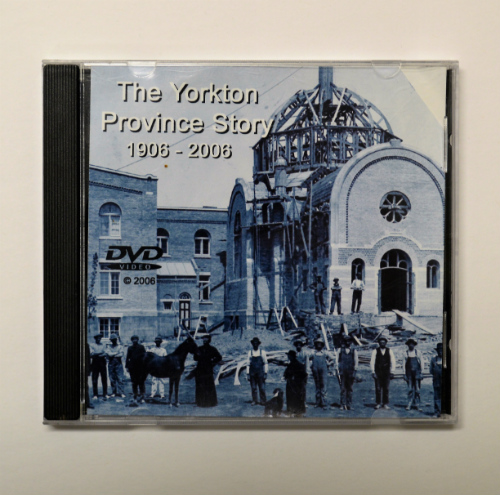 The Yorkton
Province Story
1906 - 2006
DVD
VIDEO
© 2006